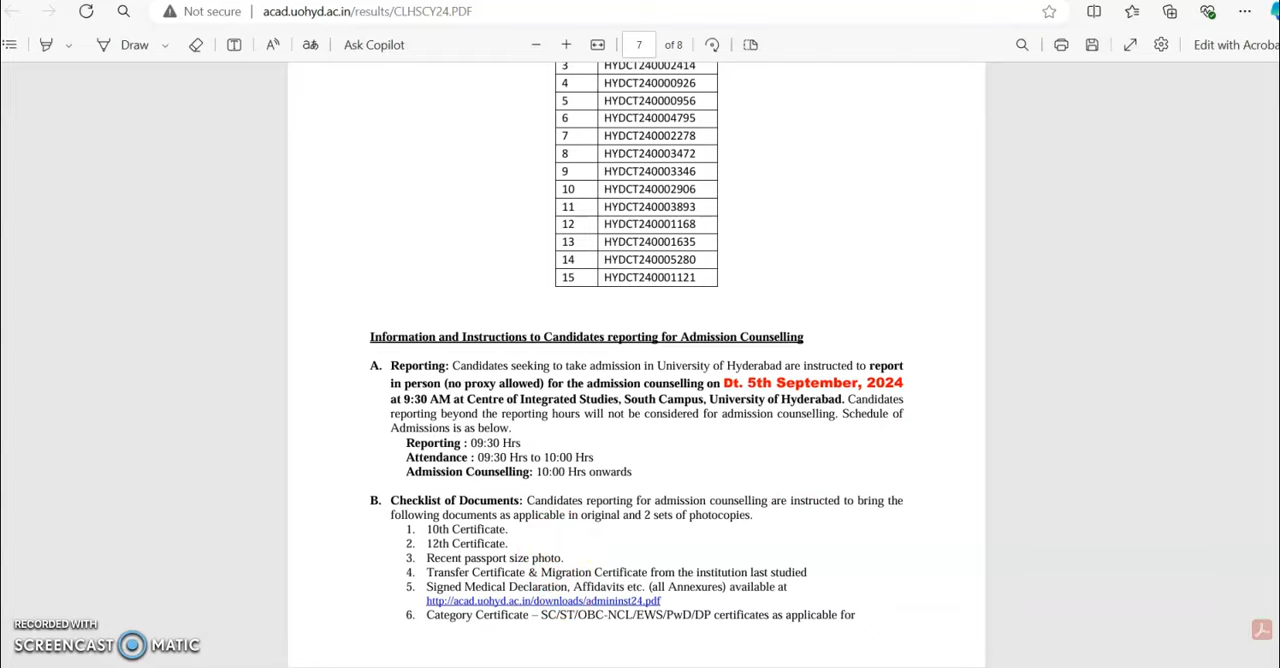 Not secure acad.uohyd.ac.in/results/CLHSCY24.PDF
Draw Ask Copilot 7 of 8 Edit with Acroba
3 HYDCT240002414
4 HYDCT240000926
5 HYDCT240000956
6 HYDCT240004795
7 HYDCT240002278
8 HYDCT240003472
9 HYDCT240003346
10 HYDCT240002906
11 HYDCT240003893
12 HYDCT240001168
13 HYDCT240001635
14 HYDCT240005280
15 HYDCT240001121
Information and Instructions to Candidates reporting for Admission Counselling
A. Reporting: Candidates seeking to take admission in University of Hyderabad are instructed to report
in person (no proxy allowed) for the admission counselling on Dt. 5th September, 2024
at 9:30 AM at Centre of Integrated Studies, South Campus, University of Hyderabad. Candidates
reporting beyond the reporting hours will not be considered for admission counselling. Schedule of
Admissions is as below.
Reporting : 09:30 Hrs
Attendance : 09:30 Hrs to 10:00 Hrs
Admission Counselling: 10:00 Hrs onwards
B. Checklist of Documents: Candidates reporting for admission counselling are instructed to bring the
following documents as applicable in original and 2 sets of photocopies.
1. 10th Certificate.
2. 12th Certificate.
3. Recent passport size photo.
4. Transfer Certificate & Migration Certificate from the institution last studied
5. Signed Medical Declaration, Affidavits etc. (all Annexures) available at
http://acad.uohyd.ac.in/downloads/admininst24.pdf
6. Category Certificate – SC/ST/OBC-NCL/EWS/PwD/DP certificates as applicable for
RECORDED WITH
SCREENCAST MATIC